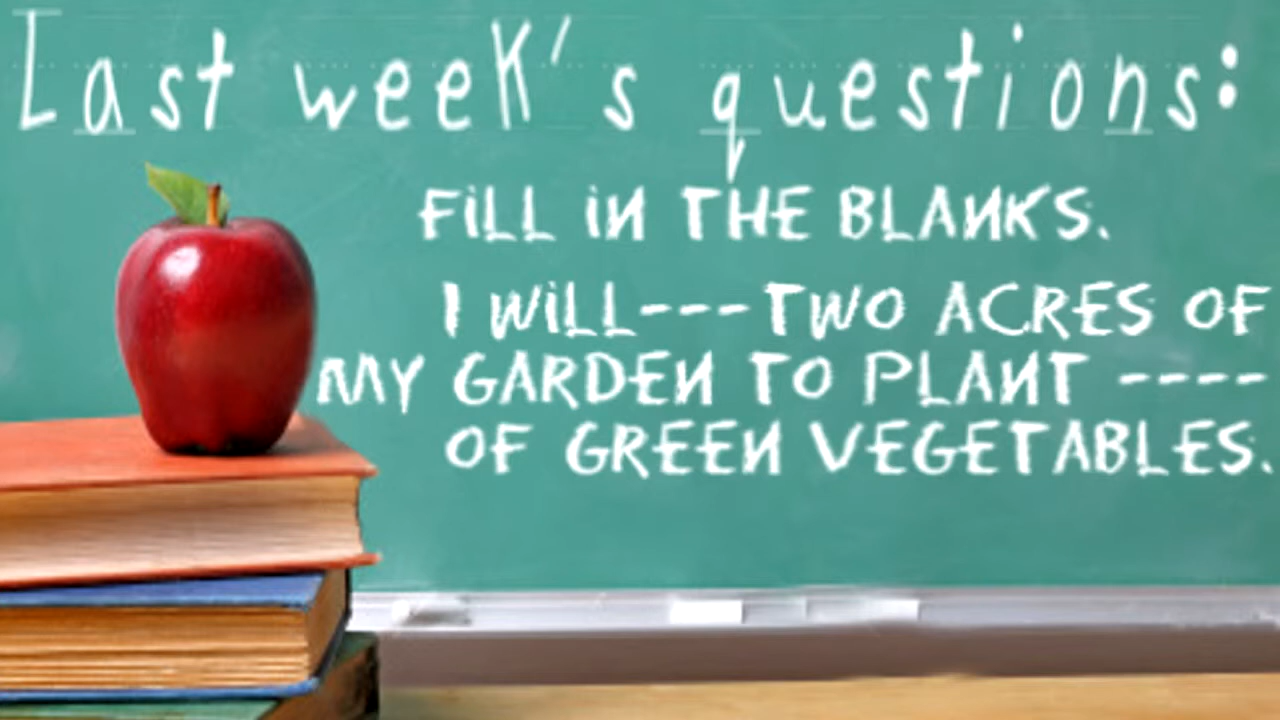 Last week's questions:
FiLL iN THE BLANKS.
I WiLL---TWO ACRES OF
MY GARDEN TO PLANT ----
OF GREEN VEGETABLES.